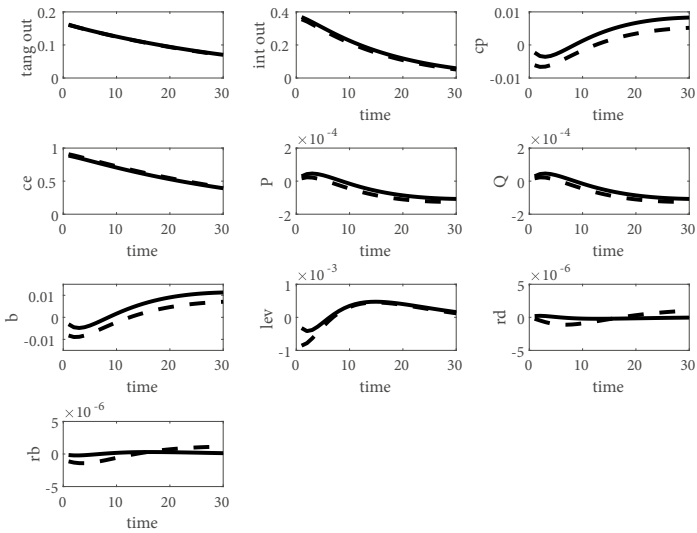 tang out
0.2
0.1
0
0 10 20 30
time
int out
0.4
0.2
0
0 10 20 30
time
cp
0.01
0
-0.01
0 10 20 30
time
ce
1
0.5
0
0 10 20 30
time
P
×10 -4
2
0
-2
0 10 20 30
time
Q
×10 -4
2
0
-2
0 10 20 30
time
b
0.01
0
-0.01
0 10 20 30
time
lev
×10 -3
1
0
-1
0 10 20 30
time
rd
×10 -6
5
0
-5
0 10 20 30
time
rb
×10 -6
5
0
-5
0 10 20 30
time